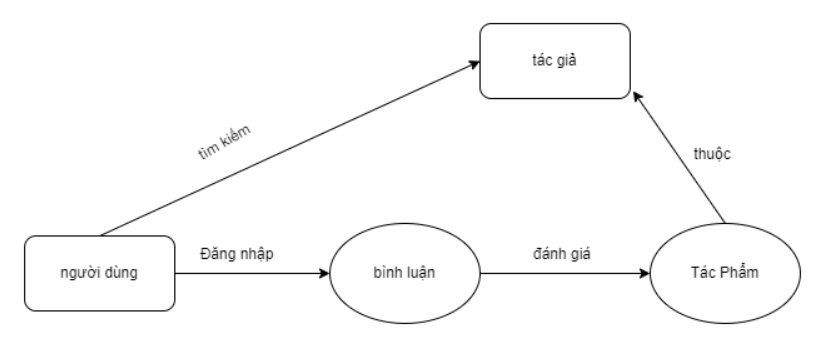 tác giả
tìm kiếm
thuộc
người dùng
Đăng nhập
bình luận
đánh giá
Tác Phẩm